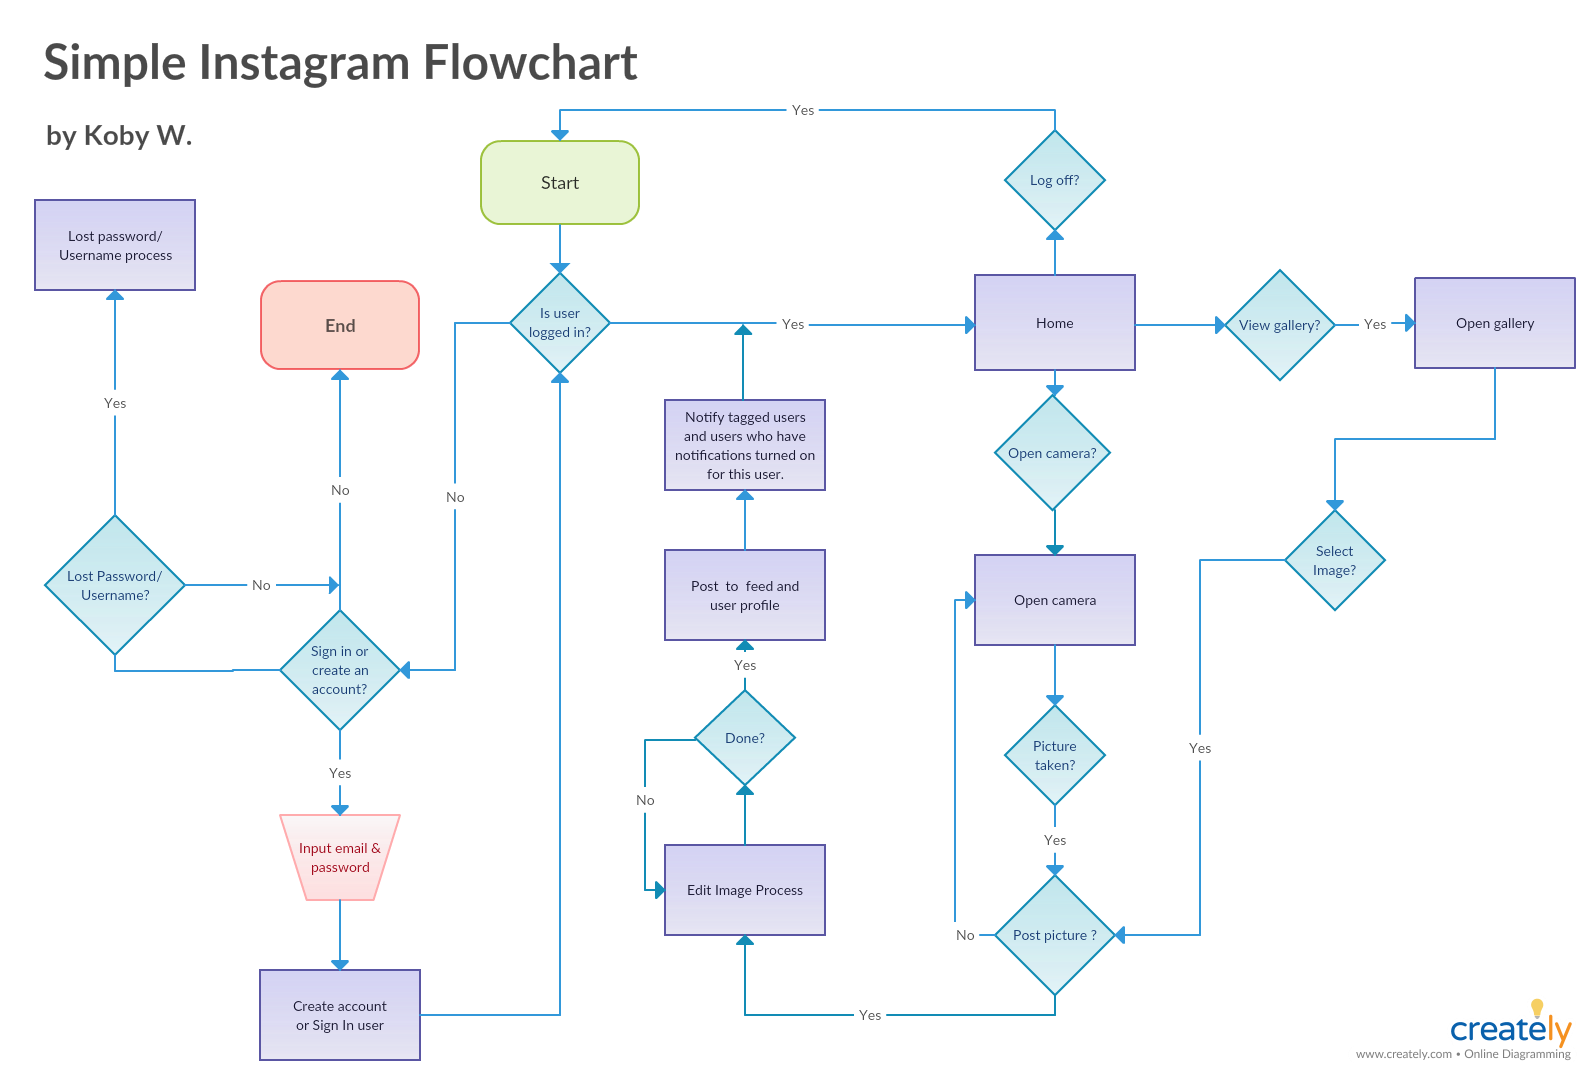 Simple Instagram Flowchart
by Koby W.
Yes
Start
Log off?
Lost password/
Username process
End
Is user
logged in?
Yes
Home
View gallery?
Yes
Open gallery
Yes
No
No
Notify tagged users
and users who have
notifications turned on
for this user.
Open camera?
Lost Password/
Username?
No
Post to feed and
user profile
Open camera
Select
Image?
Sign in or
create an
account?
Yes
Done?
Picture
taken?
Yes
Yes
No
Yes
Input email &
password
Edit Image Process
No
Post picture ?
Create account
or Sign In user
Yes
creately
www.creately.com • Online Diagramming